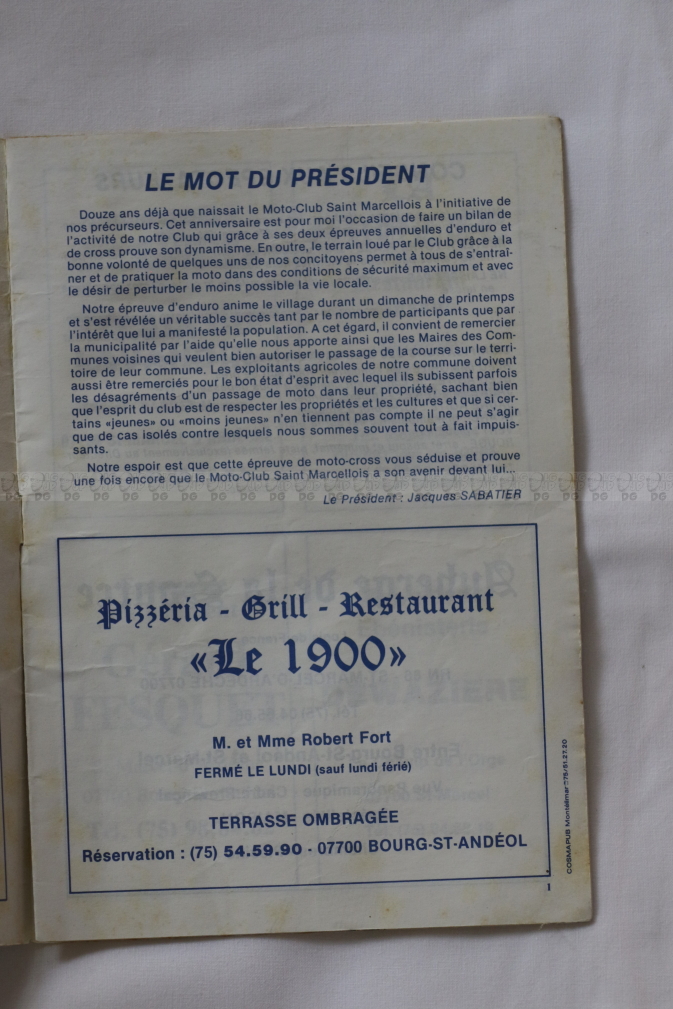 LE MOT DU PRÉSIDENT
Douze ans déjà que naissait le Moto-Club Saint Marcellois à l'initiative de
nos précurseurs. Cet anniversaire est pour moi l'occasion de faire un bilan de
l'activité de notre Club qui grâce à ses deux épreuves annuelles d'enduro et
de cross prouve son dynamisme. En outre, le terrain loué par le Club grâce à la
bonne volonté de quelques uns de nos concitoyens permet à tous de s'entraî-
ner et de pratiquer la moto dans des conditions de sécurité maximum et avec
le désir de perturber le moins possible la vie locale.
Notre épreuve d'enduro anime le village durant un dimanche de printemps
et s'est révélée un véritable succès tant par le nombre de participants que par
l'intérêt que lui a manifesté la population. A cet égard, il convient de remercier
la municipalité par l'aide qu'elle nous apporte ainsi que les Maires des Com-
munes voisines qui veulent bien autoriser le passage de la course sur le terri-
toire de leur commune. Les exploitants agricoles de notre commune doivent
aussi être remerciés pour le bon état d'esprit avec lequel ils subissent parfois
les désagréments d'un passage de moto dans leur propriété, sachant bien
que l'esprit du club est de respecter les propriétés et les cultures et que si cer-
tains «jeunes» ou «moins jeunes» n'en tiennent pas compte il ne peut s'agir
que de cas isolés contre lesquels nous sommes souvent tout à fait impuis-
sants.
Notre espoir est que cette épreuve de moto-cross vous séduise et prouve
une fois encore que le Moto-Club Saint Marcellois a son avenir devant lui...
Le Président : Jacques SABATIER
Pizzéria - Grill - Restaurant
«Le 1900»
M. et Mme Robert Fort
FERMÉ LE LUNDI (sauf lundi férié)
TERRASSE OMBRAGÉE
Réservation : (75) 54.59.90 - 07700 BOURG-ST-ANDÉOL
1
COSMAPUB Montélimar